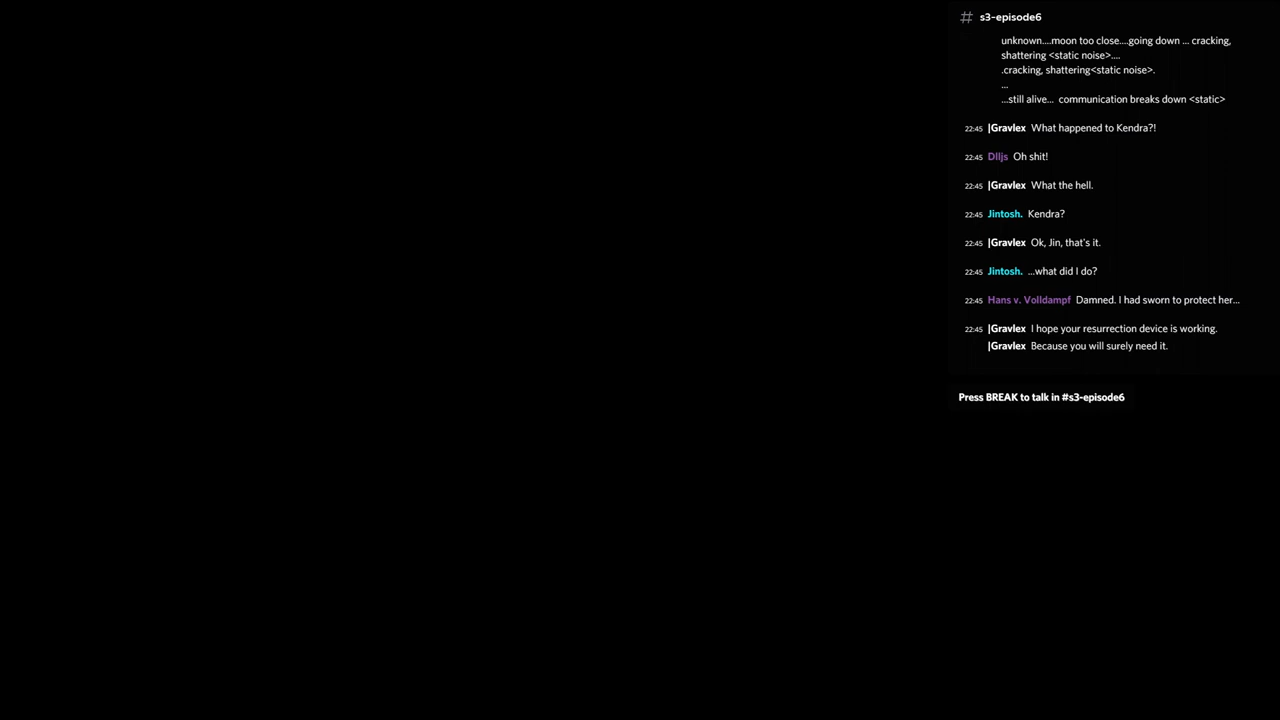 # s3-episode6
unknown....moon too close....going down ... cracking,
shattering <static noise>....
.cracking, shattering<static noise>.
...
...still alive... communication breaks down <static>
22:45 |Gravlex What happened to Kendra?!
22:45 Dlljs Oh shit!
22:45 |Gravlex What the hell.
22:45 Jintosh. Kendra?
22:45 |Gravlex Ok, Jin, that's it.
22:45 Jintosh. ...what did I do?
22:45 Hans v. Volldampf Damned. I had sworn to protect her...
22:45 |Gravlex I hope your resurrection device is working.
|Gravlex Because you will surely need it.
Press BREAK to talk in #s3-episode6